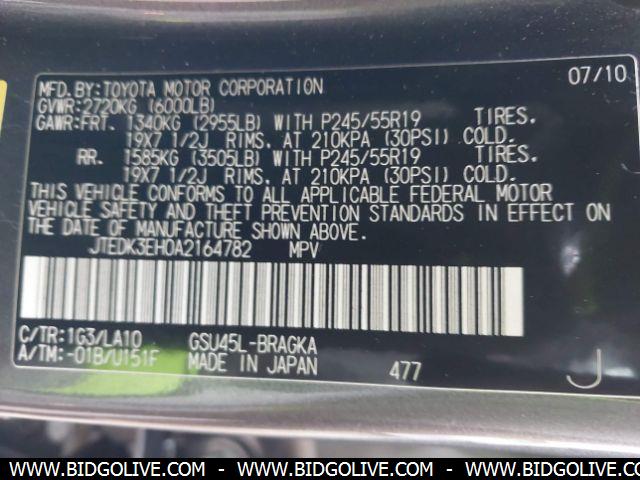 MFD.BY:TOYOTA MOTOR CORPORATION 07/10
GVWR:2720KG (6000LB)
GAWR:FRT. 1340KG (2955LB) WITH P245/55R19 TIRES.
19X7 1/2J RIMS, AT 210KPA (30PSI) COLD.
RR. 1585KG (3505LB) WITH P245/55R19 TIRES.
19X7 1/2J RIMS, AT 210KPA (30PSI) COLD.
THIS VEHICLE CONFORMS TO ALL APPLICABLE FEDERAL MOTOR
VEHICLE SAFETY AND THEFT PREVENTION STANDARDS IN EFFECT ON
THE DATE OF MANUFACTURE SHOWN ABOVE.
JTEDK3EH0A2164782 MPV
C/TR:1G3/LA10 GSU45L-BRAGKA
A/TM:-01B/U151F MADE IN JAPAN 477 J
WWW.BIDGOLIVE.COM - WWW.BIDGOLIVE.COM - WWW.BIDGOLIVE.COM